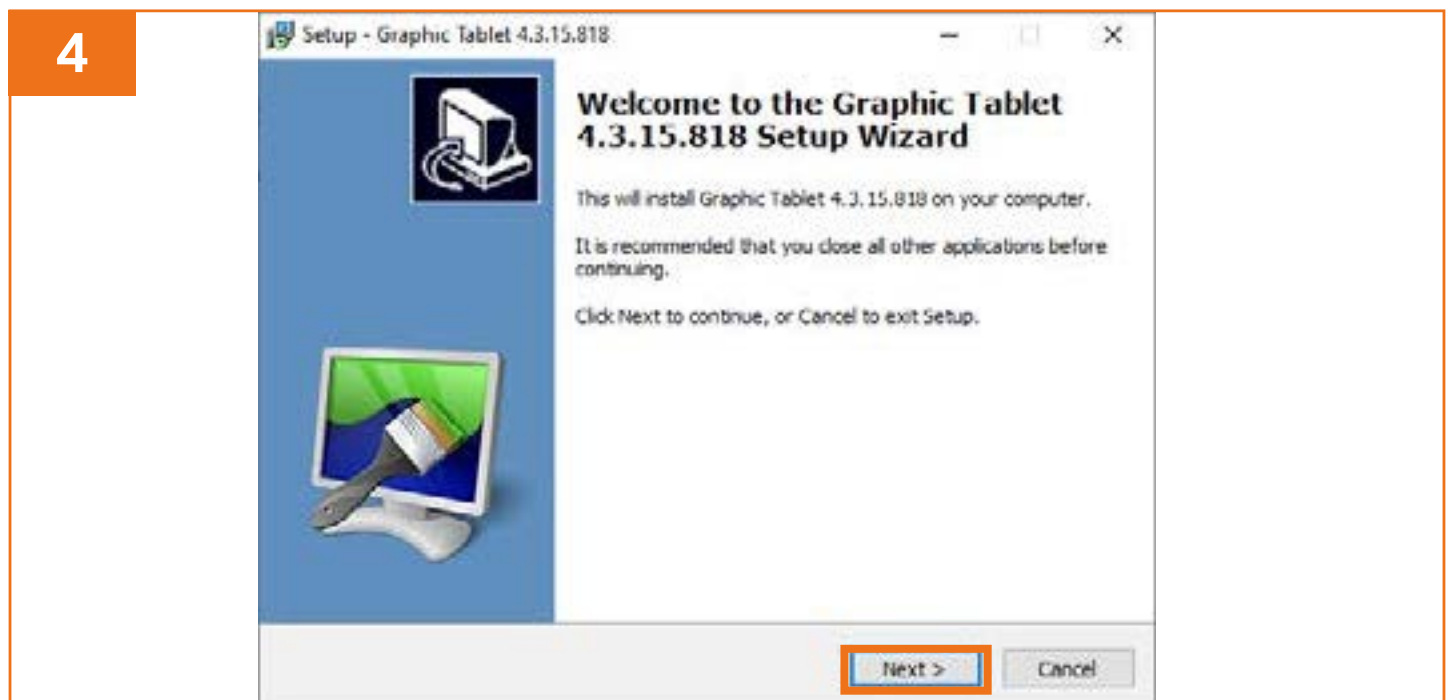 4
Setup - Graphic Tablet 4.3.15.818
Welcome to the Graphic Tablet
4.3.15.818 Setup Wizard
This will install Graphic Tablet 4.3.15.818 on your computer.
It is recommended that you close all other applications before
continuing.
Click Next to continue, or Cancel to exit Setup.
Next >
Cancel